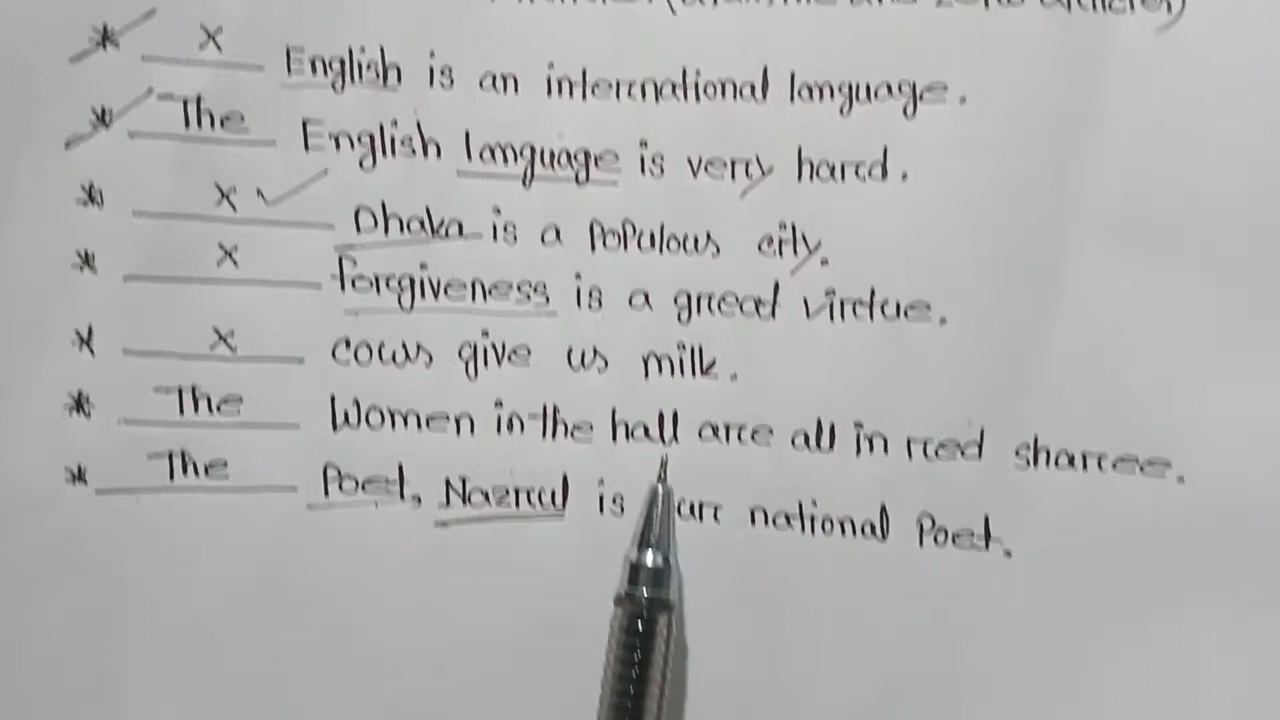 * x English is an international language.
* The English language is very hard.
* x Dhaka is a populous city.
* x forgiveness is a great virtue.
* x cows give us milk.
* The Women in the hall are all in red sharee.
* The Poet, Nazrul is our national Poet.